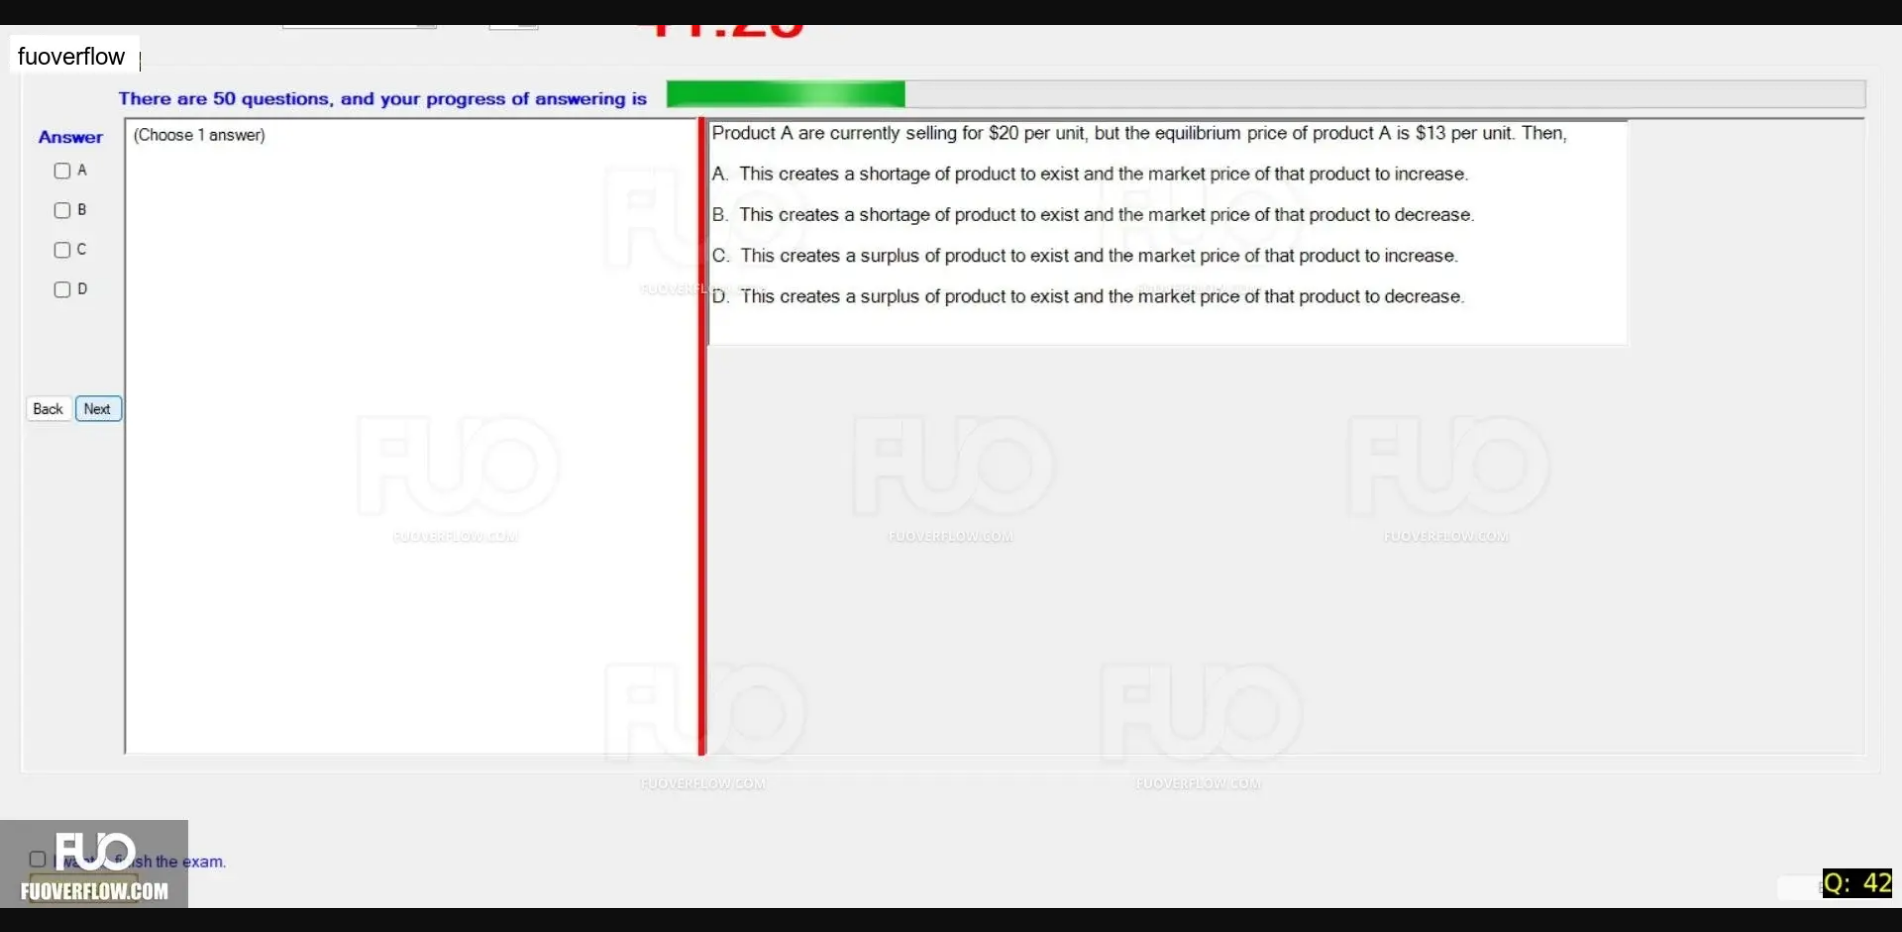 fuoverflow
There are 50 questions, and your progress of answering is
Answer
(Choose 1 answer)
A
B
C
D
Back Next
Product A are currently selling for $20 per unit, but the equilibrium price of product A is $13 per unit. Then,
A. This creates a shortage of product to exist and the market price of that product to increase.
B. This creates a shortage of product to exist and the market price of that product to decrease.
C. This creates a surplus of product to exist and the market price of that product to increase.
D. This creates a surplus of product to exist and the market price of that product to decrease.
FUO
FUOVERFLOW.COM
FUO
FUOVERFLOW.COM
FUO
FUOVERFLOW.COM
FUO
FUOVERFLOW.COM
FUO
FUOVERFLOW.COM
FUO
FUOVERFLOW.COM
FUO
FUOVERFLOW.COM
the exam.
FUO
FUOVERFLOW.COM
Q: 42